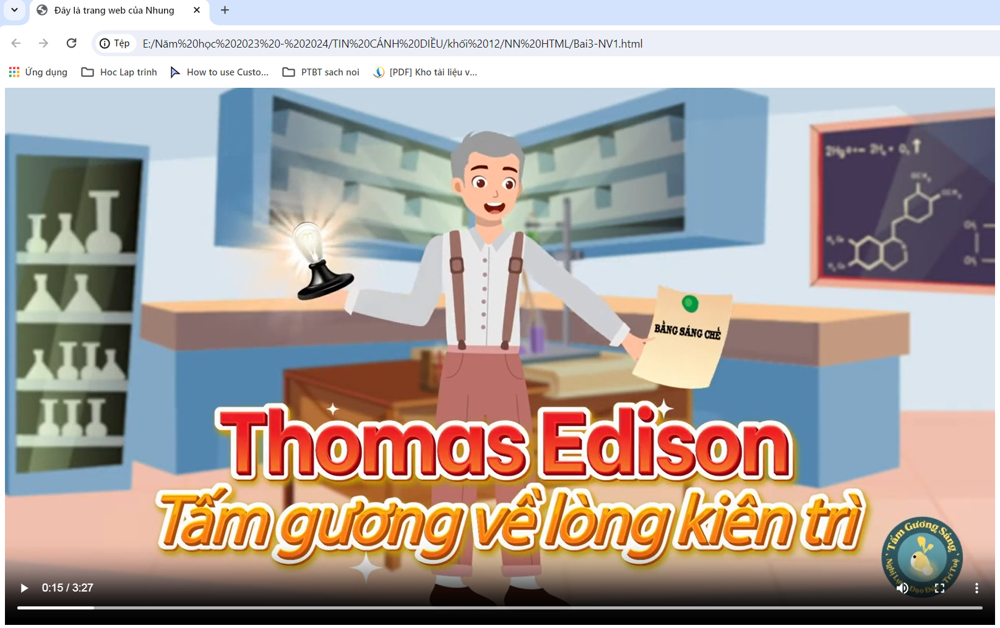 Đây là trang web của Nhung
Tệp
E:/Năm%20học%202023%20-%202024/TIN%20CÁNH%20DIỀU/khối%2012/NN%20HTML/Bai3-NV1.html
Ứng dụng
Hoc Lap trinh
How to use Custo...
PTBT sach noi
[PDF] Kho tài liệu v...
BẰNG SÁNG CHẾ
Thomas Edison
Tấm gương về lòng kiên trì
Tấm Gương Sáng
0:15 / 3:27